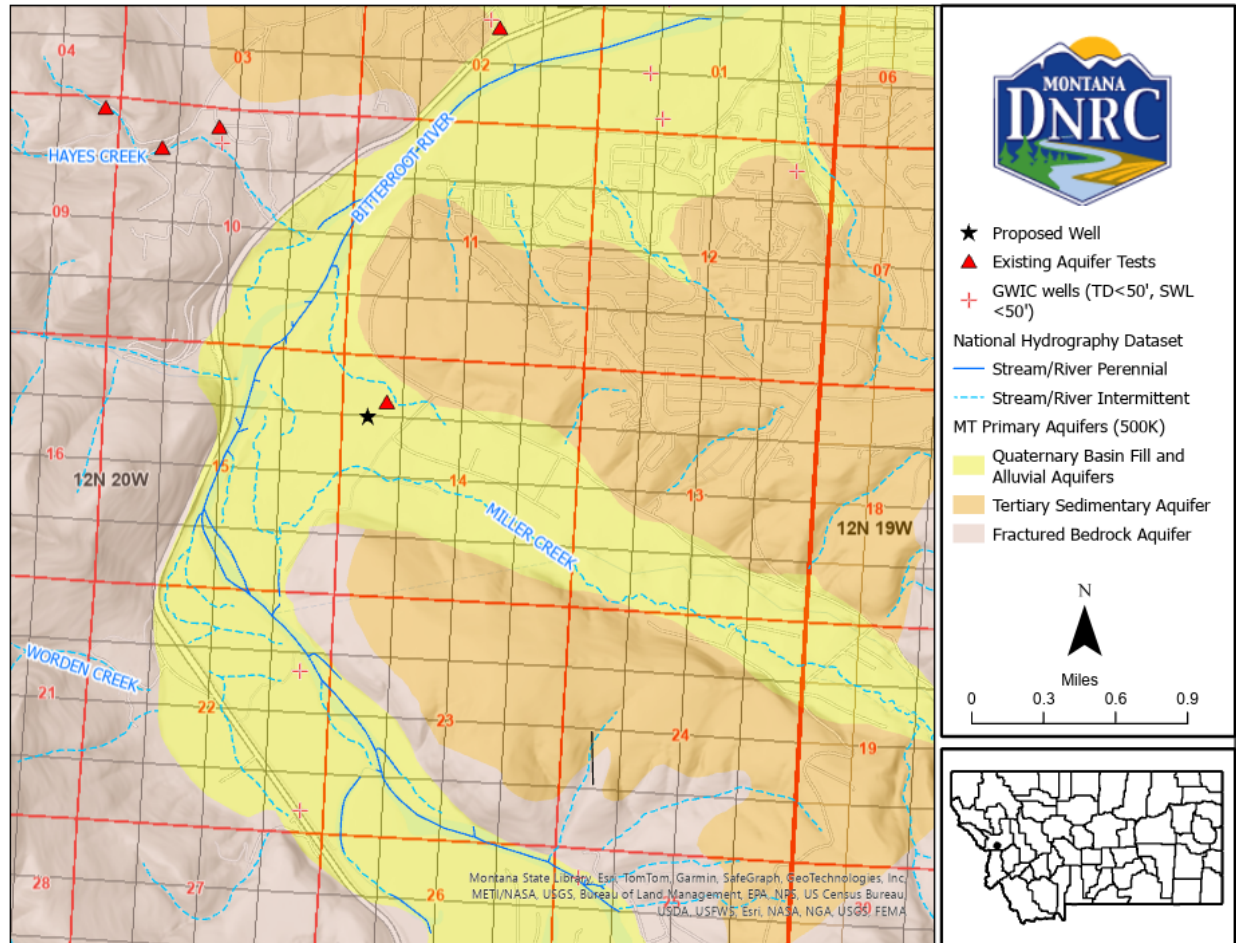 04
03
02
01
06
HAYES CREEK
BITTERROOT RIVER
09
10
11
12
07
16
12N 20W
15
14
13
18
12N 19W
MILLER CREEK
WORDEN CREEK
21
22
23
24
19
28
27
26
30
Montana State Library, Esri, TomTom, Garmin, SafeGraph, GeoTechnologies, Inc,
METI/NASA, USGS, Bureau of Land Management, EPA, NPS, US Census Bureau,
USDA, USFWS, Esri, NASA, NGA, USGS, FEMA
MONTANA
DNRC
Proposed Well
Existing Aquifer Tests
GWIC wells (TD<50', SWL
<50')
National Hydrography Dataset
Stream/River Perennial
Stream/River Intermittent
MT Primary Aquifers (500K)
Quaternary Basin Fill and
Alluvial Aquifers
Tertiary Sedimentary Aquifer
Fractured Bedrock Aquifer
N
Miles
0 0.3 0.6 0.9